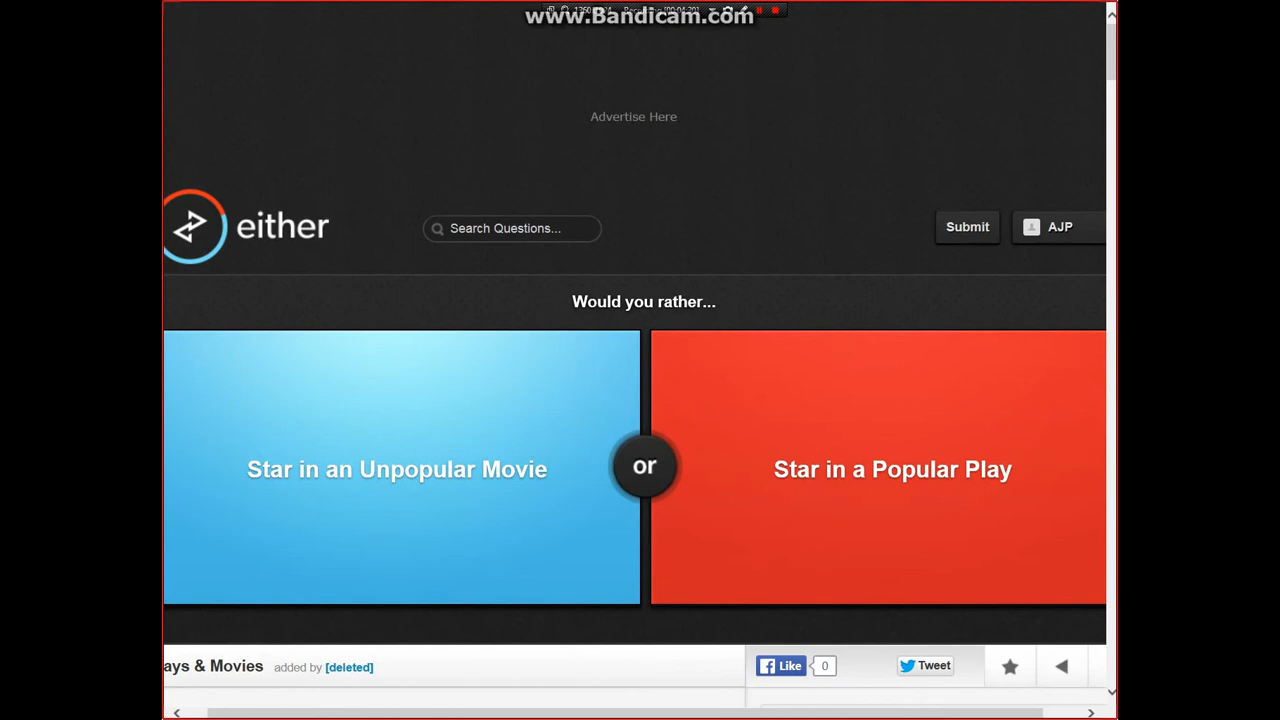 www.Bandicam.com
Advertise Here
either
Search Questions...
Submit
AJP
Would you rather...
Star in an Unpopular Movie
or
Star in a Popular Play
ays & Movies added by [deleted]
Like 0
Tweet